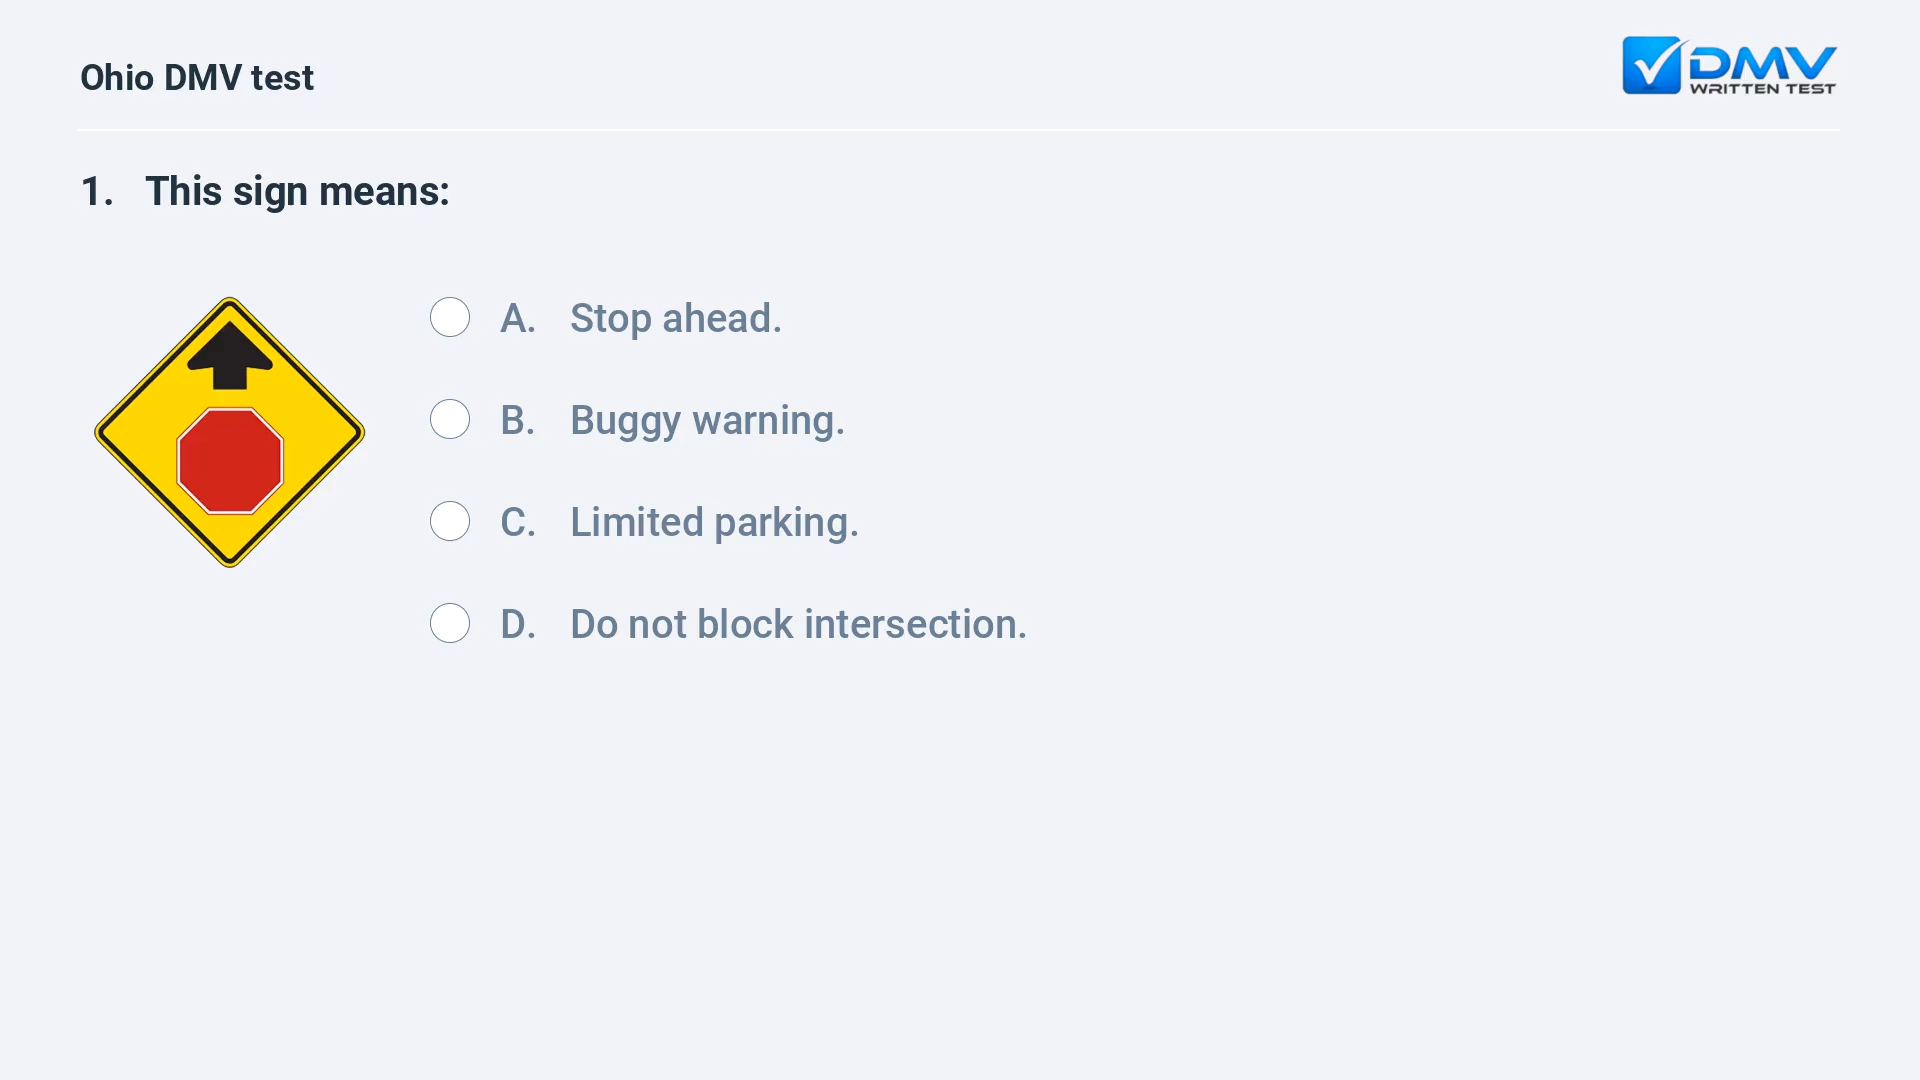 Ohio DMV test
DMV
WRITTEN TEST
1. This sign means:
A. Stop ahead.
B. Buggy warning.
C. Limited parking.
D. Do not block intersection.